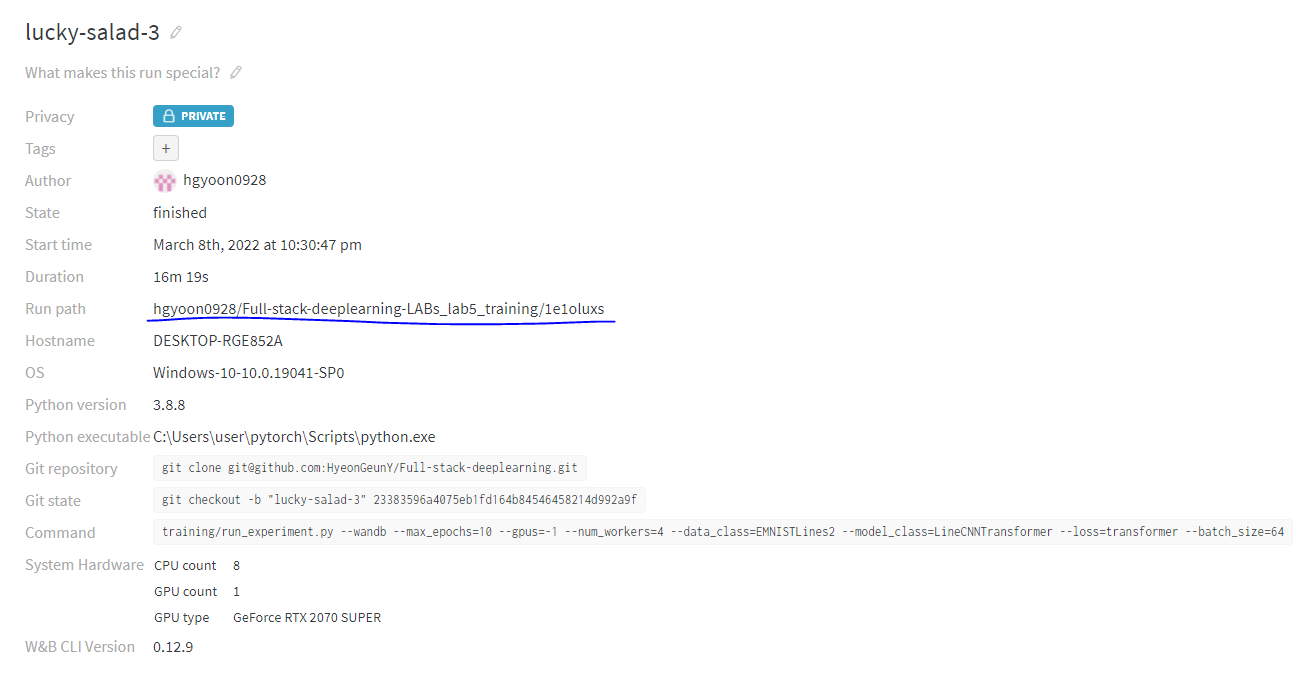 lucky-salad-3
What makes this run special?
Privacy PRIVATE
Tags +
Author hgyoon0928
State finished
Start time March 8th, 2022 at 10:30:47 pm
Duration 16m 19s
Run path hgyoon0928/Full-stack-deeplearning-LABs_lab5_training/1e1oluxs
Hostname DESKTOP-RGE852A
OS Windows-10-10.0.19041-SP0
Python version 3.8.8
Python executable C:\Users\user\pytorch\Scripts\python.exe
Git repository git clone git@github.com:HyeonGeunY/Full-stack-deeplearning.git
Git state git checkout -b "lucky-salad-3" 23383596a4075eb1fd164b84546458214d992a9f
Command training/run_experiment.py --wandb --max_epochs=10 --gpus=-1 --num_workers=4 --data_class=EMNISTLines2 --model_class=LineCNNTransformer --loss=transformer --batch_size=64
System Hardware CPU count 8
GPU count 1
GPU type GeForce RTX 2070 SUPER
W&B CLI Version 0.12.9